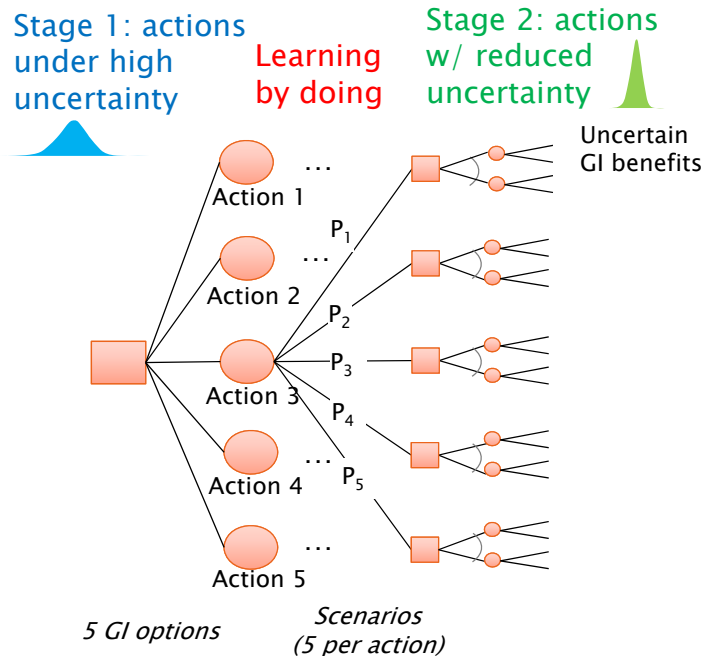 Stage 1: actions
under high
uncertainty
Learning
by doing
Stage 2: actions
w/ reduced
uncertainty
Uncertain
GI benefits
...
Action 1
P1
...
Action 2
P2
P3
Action 3
P4
...
Action 4
P5
...
Action 5
5 GI options
Scenarios
(5 per action)